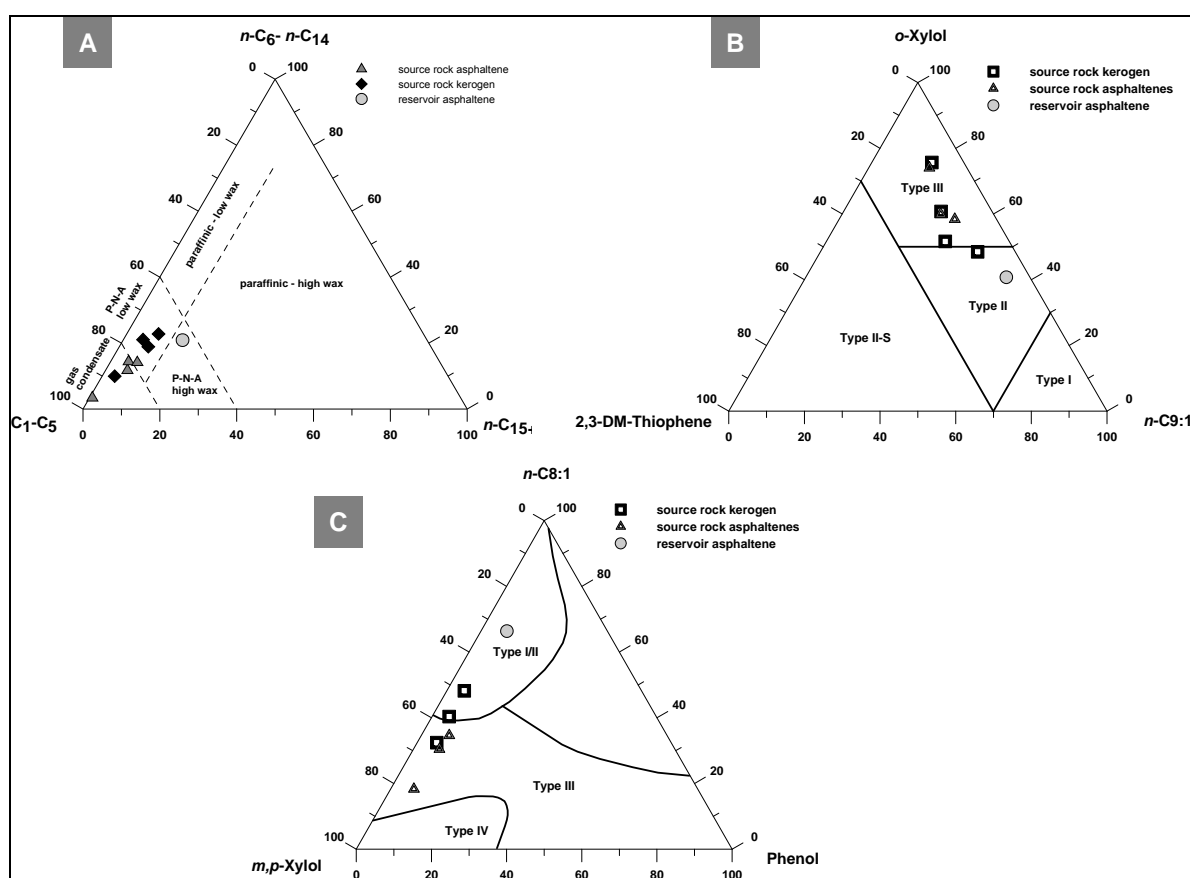 A
n-C6- n-C14
0 100
source rock asphaltene
source rock kerogen
reservoir asphaltene
20 80
40 60
60 40
80 20
100 0
paraffinic - low wax
paraffinic - high wax
P-N-A
low wax
gas
condensate
P-N-A
high wax
C1-C5
0 20 40 60 80 100
n-C15+
B
o-Xylol
0 100
source rock kerogen
source rock asphaltenes
reservoir asphaltene
20 80
40 60
60 40
80 20
100 0
Type III
Type II
Type II-S
Type I
2,3-DM-Thiophene
0 20 40 60 80 100
n-C9:1
C
n-C8:1
0 100
source rock kerogen
source rock asphaltenes
reservoir asphaltene
20 80
40 60
60 40
80 20
100 0
Type I/II
Type III
Type IV
m,p-Xylol
Phenol
0 20 40 60 80 100